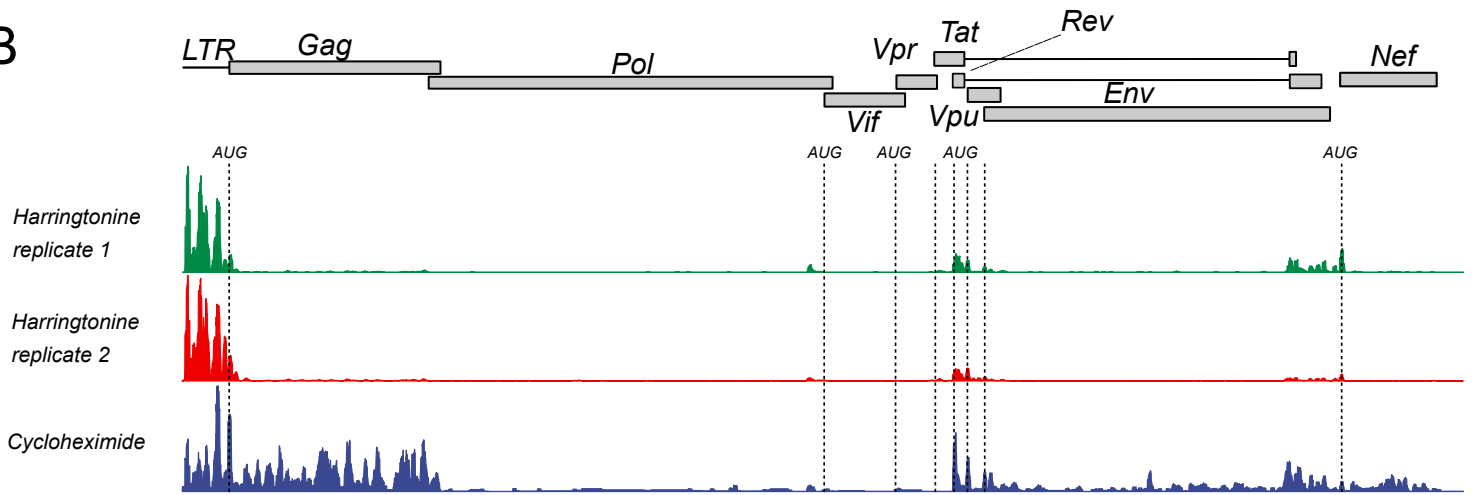 B
LTR Gag Pol Vif Vpr Tat Rev Vpu Env Nef
AUG AUG AUG AUG AUG
Harringtonine
replicate 1
Harringtonine
replicate 2
Cycloheximide